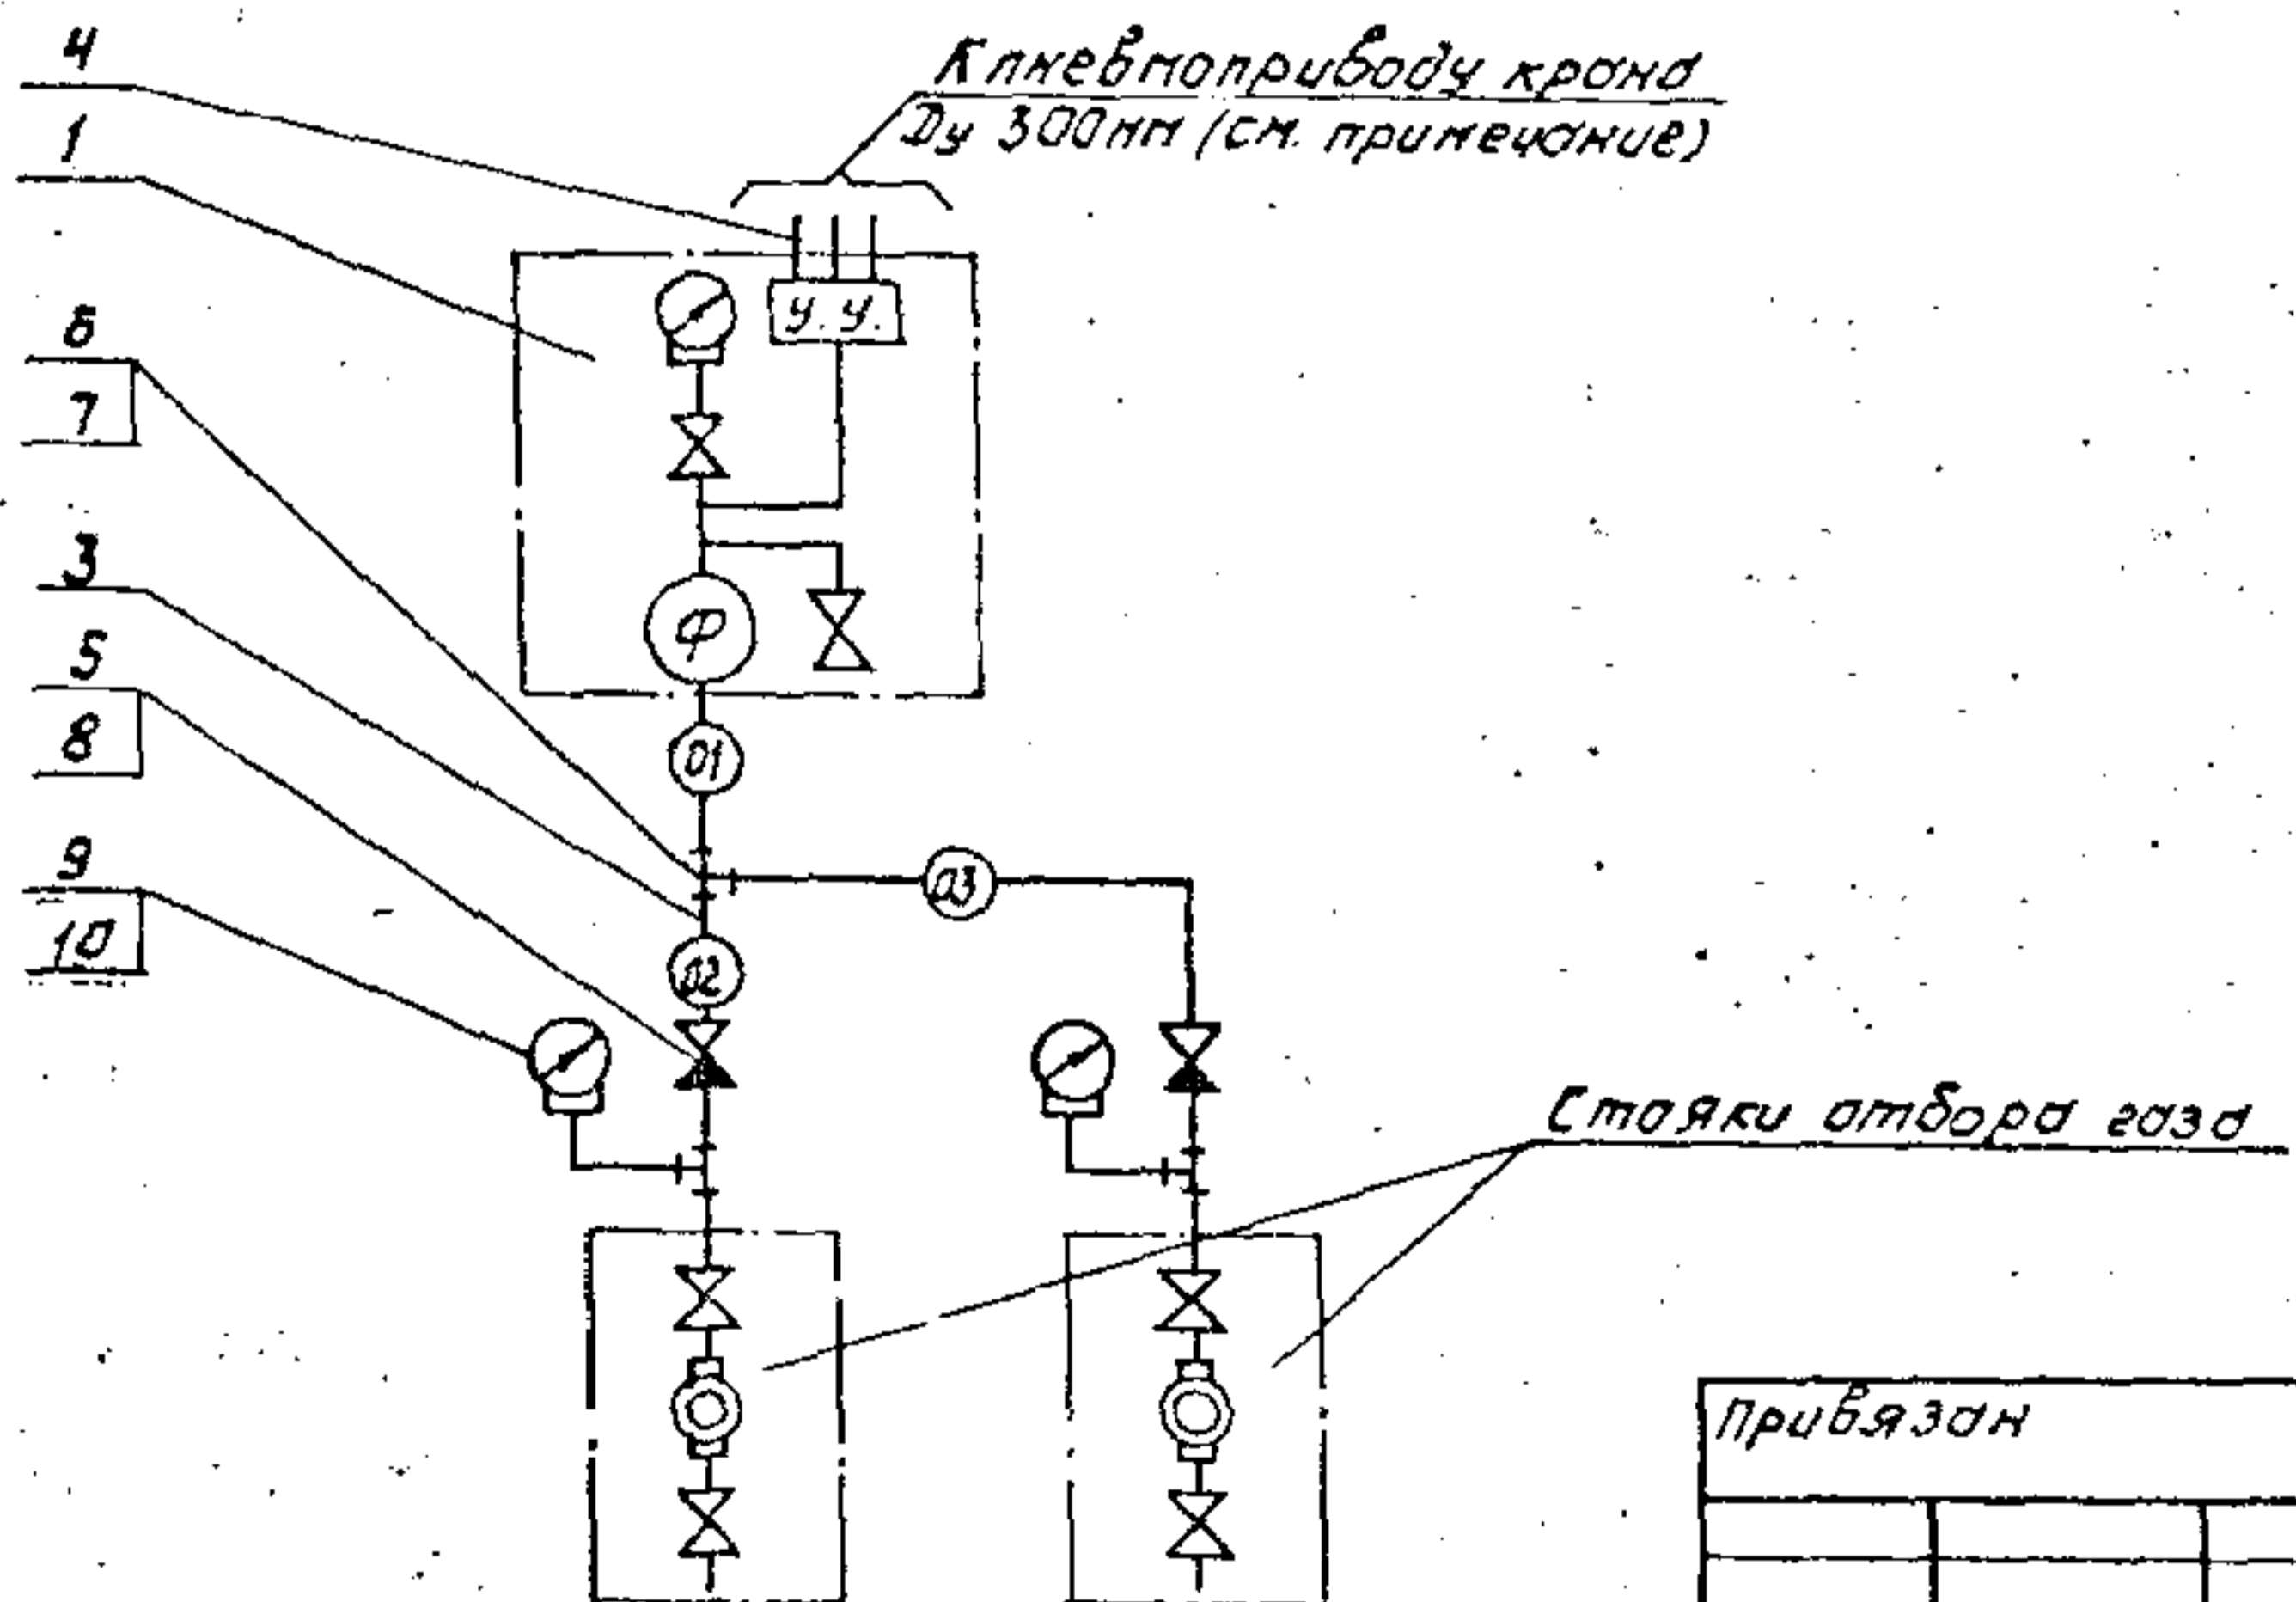 4
К пневмоприводу крана
Ду 300мм (см. примечание)
1
У. У.
6
7
3
Ф
5
8
01
9
03
10
02
Стояки отбора газа
Привязан